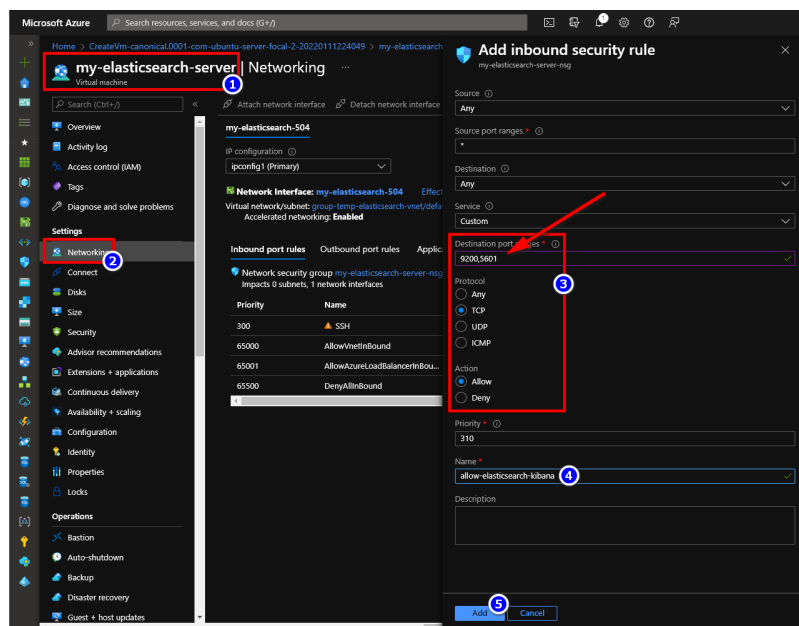 Microsoft Azure
Search resources, services, and docs (G+/)
1
Home > CreateVm-canonical.0001-com-ubuntu-server-focal-2-20220111224049 > my-elasticsearch
my-elasticsearch-server | Networking ...
Virtual machine
1
Search (Ctrl+/)
«
Overview
Activity log
Access control (IAM)
Tags
Diagnose and solve problems
Settings
Networking
2
Connect
Disks
Size
Security
Advisor recommendations
Extensions + applications
Continuous delivery
Availability + scaling
Configuration
Identity
Properties
Locks
Operations
Bastion
Auto-shutdown
Backup
Disaster recovery
Guest + host updates
Attach network interface
Detach network interface
my-elasticsearch-504
IP configuration
ipconfig1 (Primary)
Network Interface: my-elasticsearch-504 Effect
Virtual network/subnet: group-temp-elasticsearch-vnet/defa
Accelerated networking: Enabled
Inbound port rules Outbound port rules Applic
Network security group my-elasticsearch-server-nsg
Impacts 0 subnets, 1 network interfaces
Priority Name
300 SSH
65000 AllowVnetInBound
65001 AllowAzureLoadBalancerInBou...
65500 DenyAllInBound
Add inbound security rule
my-elasticsearch-server-nsg
Source
Any
Source port ranges *
*
Destination
Any
Service
Custom
Destination port ranges *
9200,5601
3
Protocol
Any
TCP
UDP
ICMP
Action
Allow
Deny
Priority *
310
Name *
allow-elasticsearch-kibana
4
Description
5
Add
Cancel